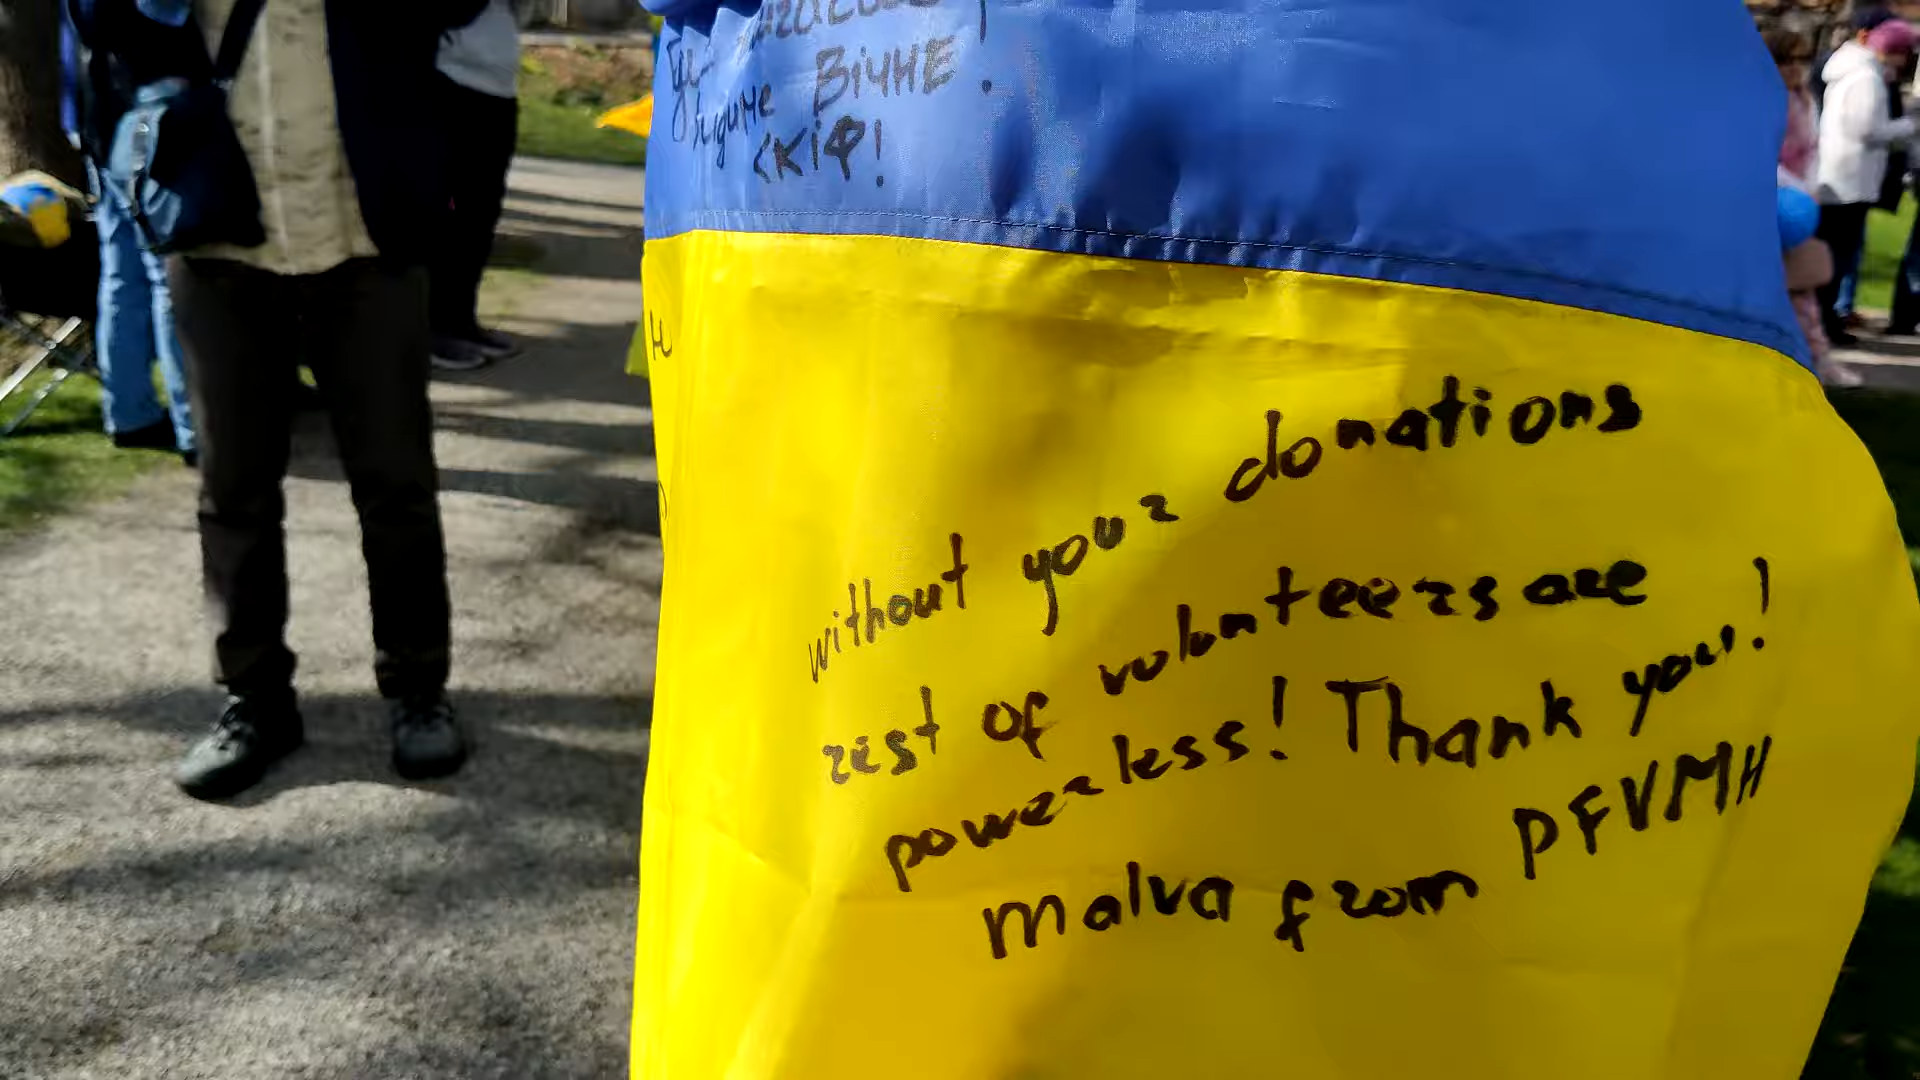 ВІЧНЕ!
СКІФ!
without your donations
rest of volunteers are
powerless! Thank you!
Malva from PFVMH